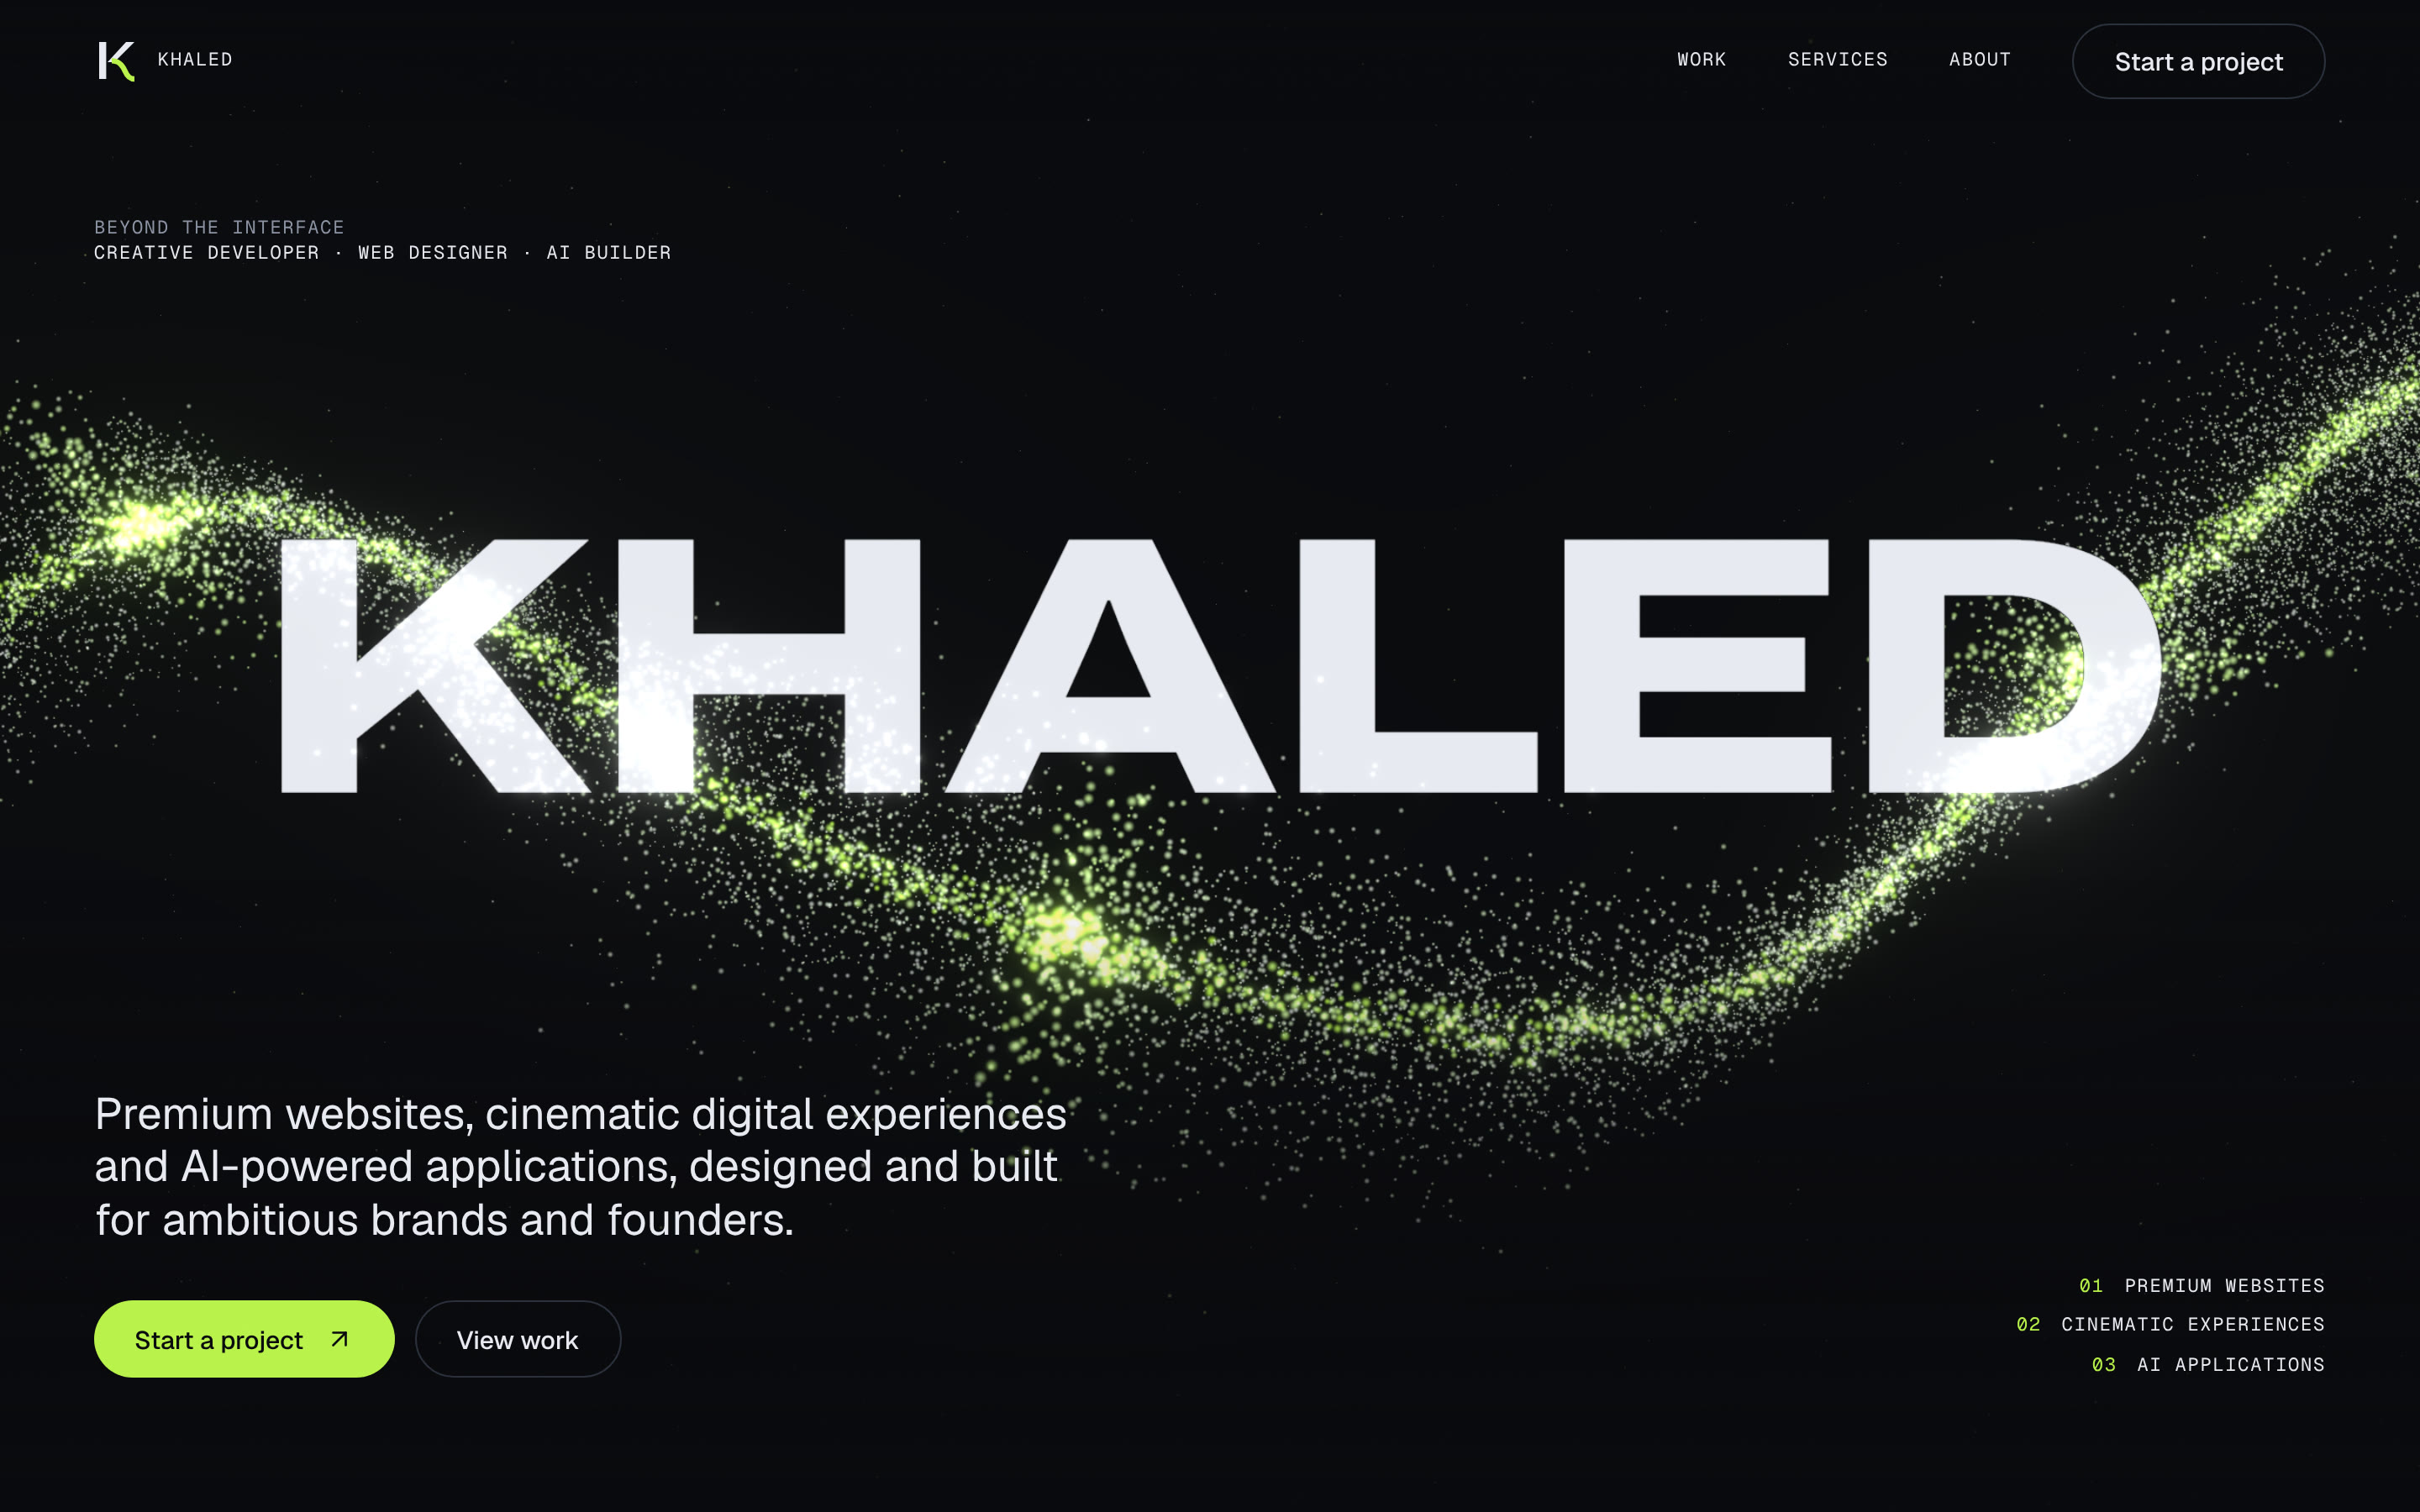 K KHALED
WORK SERVICES ABOUT Start a project
BEYOND THE INTERFACE
CREATIVE DEVELOPER · WEB DESIGNER · AI BUILDER
KHALED
Premium websites, cinematic digital experiences
and AI-powered applications, designed and built
for ambitious brands and founders.
Start a project ↗ View work
01 PREMIUM WEBSITES
02 CINEMATIC EXPERIENCES
03 AI APPLICATIONS